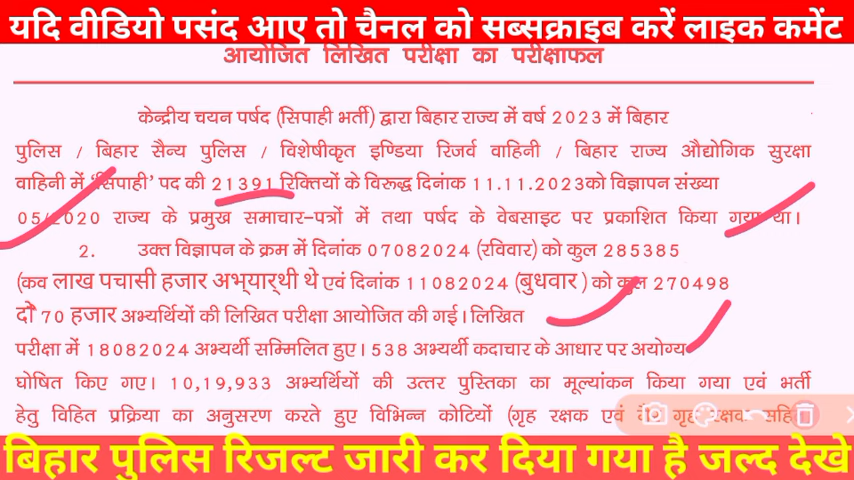 यदि वीडियो पसंद आए तो चैनल को सब्सक्राइब करें लाइक कमेंट
आयोजित लिखित परीक्षा का परीक्षाफल
केन्द्रीय चयन पर्षद (सिपाही भर्ती) द्वारा बिहार राज्य में वर्ष 2023 में बिहार
पुलिस / बिहार सैन्य पुलिस / विशेषीकृत इण्डिया रिजर्व वाहिनी / बिहार राज्य औद्योगिक सुरक्षा
वाहिनी में 'सिपाही' पद की 21391 रिक्तियों के विरूद्ध दिनांक 11.11.2023को विज्ञापन संख्या
05/2020 राज्य के प्रमुख समाचार-पत्रों में तथा पर्षद के वेबसाइट पर प्रकाशित किया गया था।
2. उक्त विज्ञापन के क्रम में दिनांक 07082024 (रविवार) को कुल 285385
(कव लाख पचासी हजार अभ्यार्थी थे एवं दिनांक 11082024 (बुधवार ) को कुल 270498
दो 70 हजार अभ्यर्थियों की लिखित परीक्षा आयोजित की गई। लिखित
परीक्षा में 18082024 अभ्यर्थी सम्मिलित हुए। 538 अभ्यर्थी कदाचार के आधार पर अयोग्य
घोषित किए गए। 10,19,933 अभ्यर्थियों की उत्तर पुस्तिका का मूल्यांकन किया गया एवं भर्ती
हेतु विहित प्रक्रिया का अनुसरण करते हुए विभिन्न कोटियों (गृह रक्षक एवं गृह रक्षक
बिहार पुलिस रिजल्ट जारी कर दिया गया है जल्द देखे